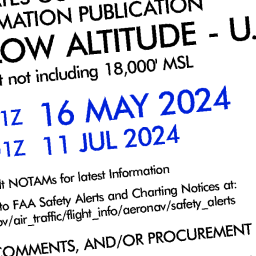 MATION PUBLICATION
LOW ALTITUDE - U.
t not including 18,000' MSL
1Z 16 MAY 2024
1Z 11 JUL 2024
lt NOTAMs for latest Information
to FAA Safety Alerts and Charting Notices at:
ov/air_traffic/flight_info/aeronav/safety_alerts
COMMENTS, AND/OR PROCUREMENT